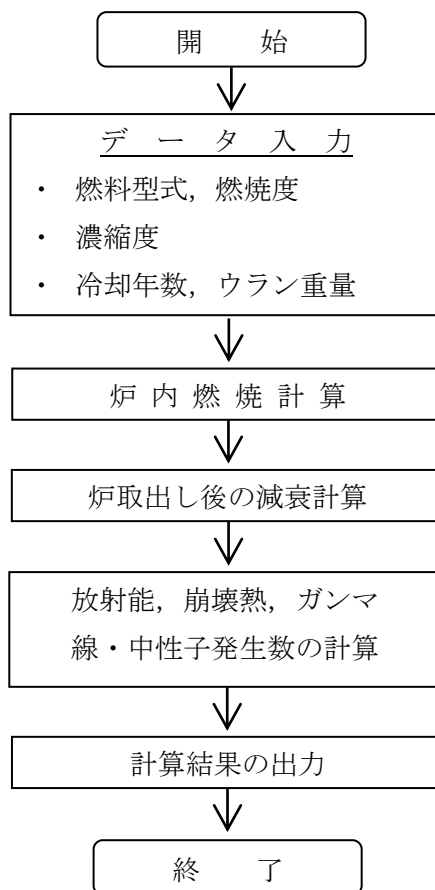 開　　始
デ ー タ 入 力
・ 燃料型式，燃焼度
・ 濃縮度
・ 冷却年数，ウラン重量
炉 内 燃 焼 計 算
炉取出し後の減衰計算
放射能，崩壊熱，ガンマ
線・中性子発生数の計算
計算結果の出力
終　　了